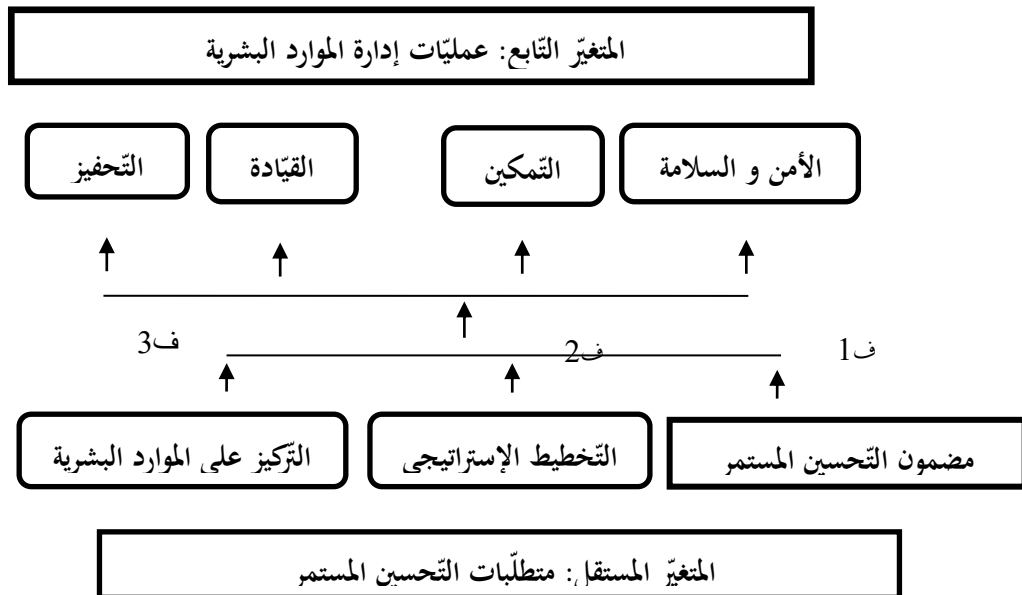 المتغيّر التّابع: عمليّات إدارة الموارد البشرية
الأمن و السلامة
التّمكين
القيّادة
التّحفيز
ف1
ف2
ف3
مضمون التّحسين المستمر
التّخطيط الإستراتيجي
التّركيز على الموارد البشرية
المتغيّر المستقل: متطلّبات التّحسين المستمر